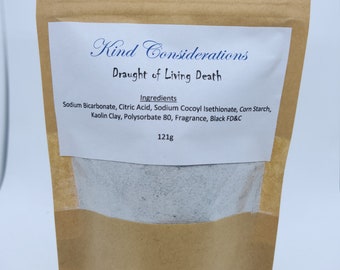 Kind Considerations
Draught of Living Death
Ingredients
Sodium Bicarbonate, Citric Acid, Sodium Cocoyl Isethionate, Corn Starch,
Kaolin Clay, Polysorbate 80, Fragrance, Black FD&C
121g